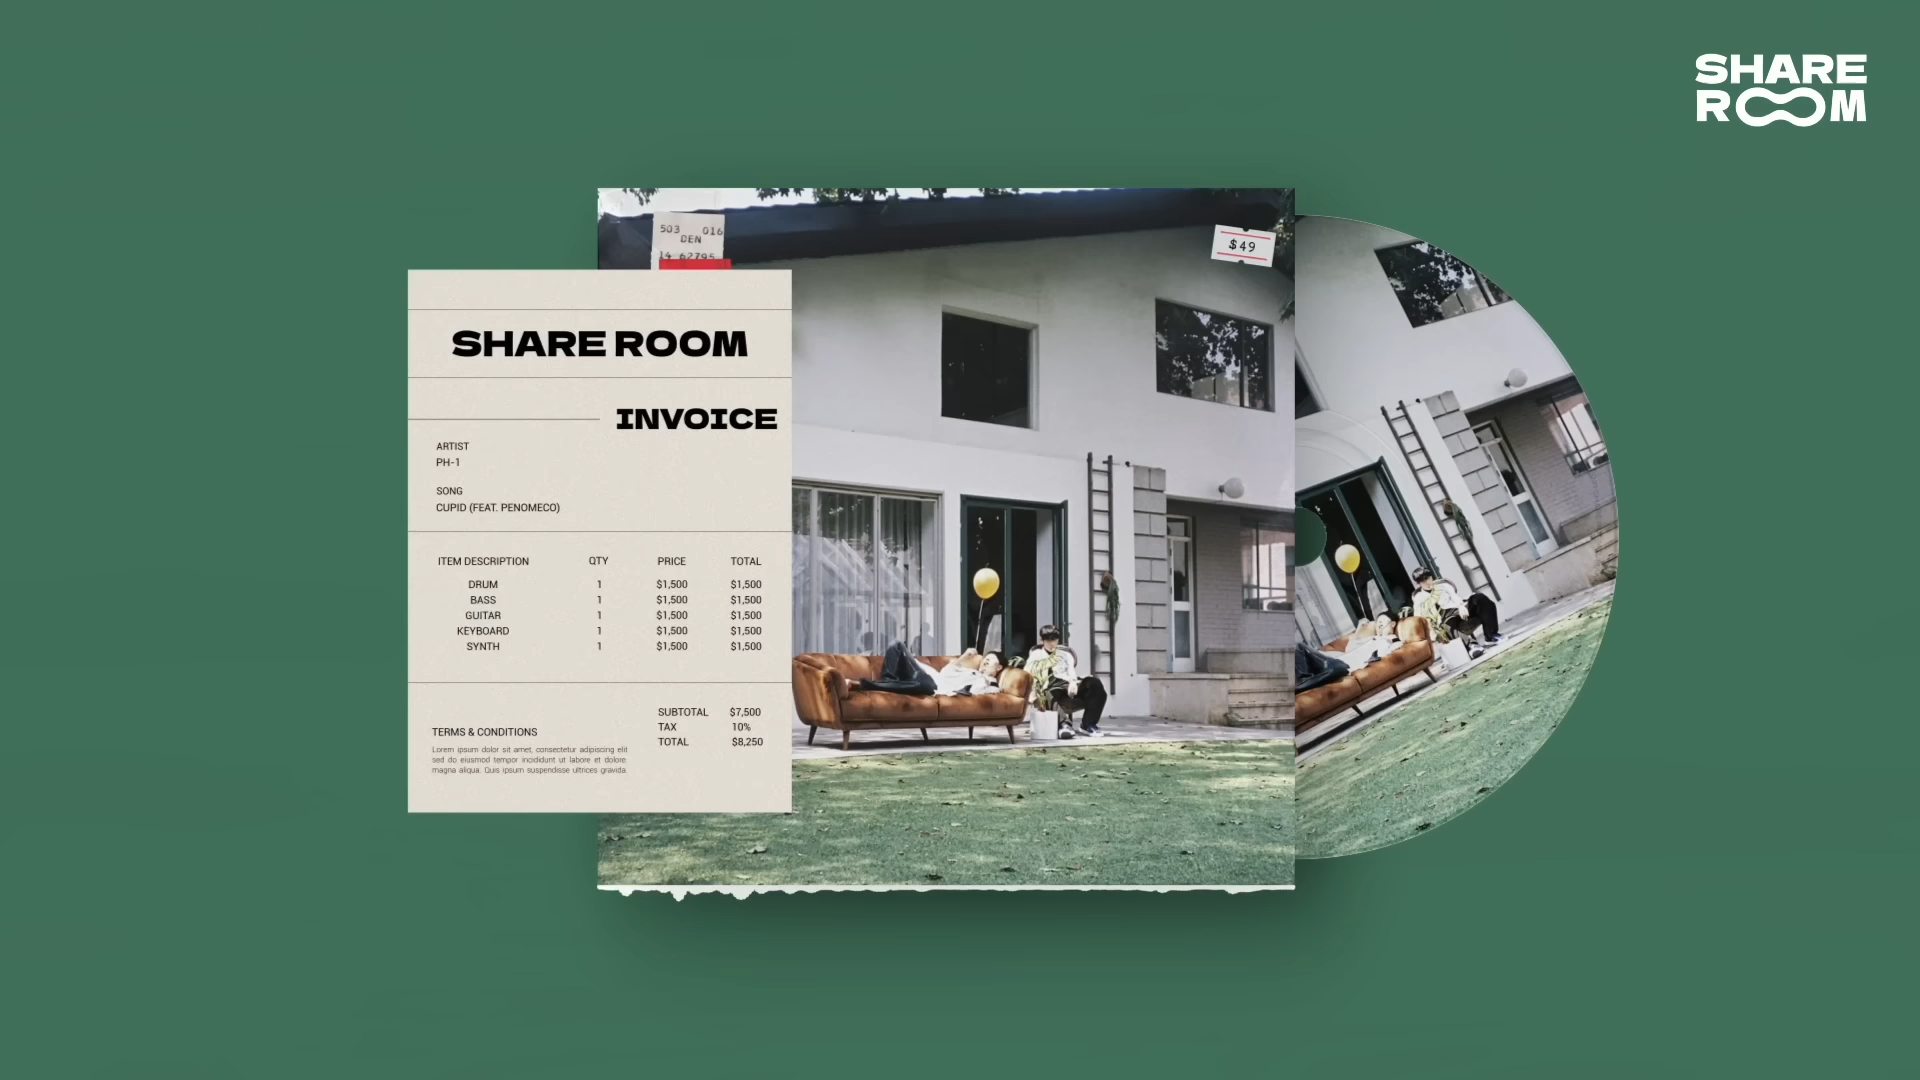 SHARE
ROOM
503 016
DEN
14 62795
$49
SHARE ROOM
INVOICE
ARTIST
PH-1
SONG
CUPID (FEAT. PENOMECO)
ITEM DESCRIPTION QTY PRICE TOTAL
DRUM 1 $1,500 $1,500
BASS 1 $1,500 $1,500
GUITAR 1 $1,500 $1,500
KEYBOARD 1 $1,500 $1,500
SYNTH 1 $1,500 $1,500
SUBTOTAL $7,500
TAX 10%
TOTAL $8,250
TERMS & CONDITIONS
Lorem ipsum dolor sit amet, consectetur adipiscing elit
sed do eiusmod tempor incididunt ut labore et dolore
magna aliqua. Quis ipsum suspendisse ultrices gravida.